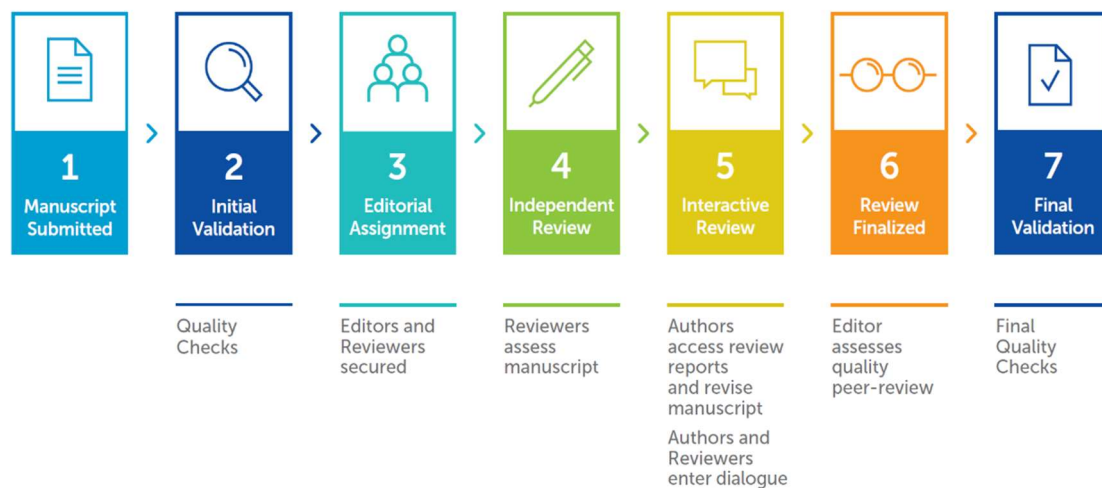 1
Manuscript
Submitted
2
Initial
Validation
Quality
Checks
3
Editorial
Assignment
Editors and
Reviewers
secured
4
Independent
Review
Reviewers
assess
manuscript
5
Interactive
Review
Authors
access review
reports
and revise
manuscript
Authors and
Reviewers
enter dialogue
6
Review
Finalized
Editor
assesses
quality
peer-review
7
Final
Validation
Final
Quality
Checks